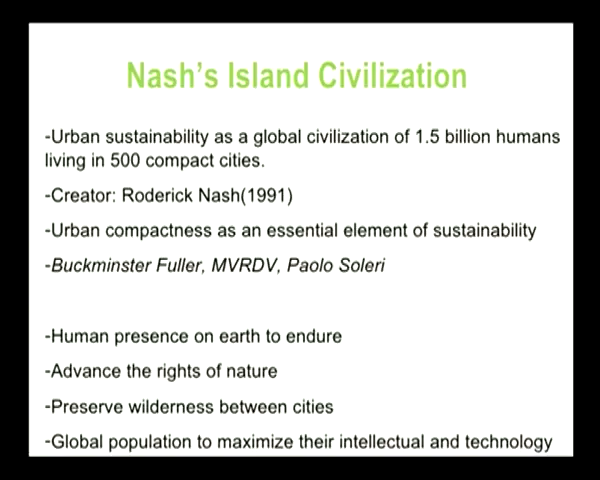 Nash's Island Civilization
-Urban sustainability as a global civilization of 1.5 billion humans
living in 500 compact cities.
-Creator: Roderick Nash(1991)
-Urban compactness as an essential element of sustainability
-Buckminster Fuller, MVRDV, Paolo Soleri
-Human presence on earth to endure
-Advance the rights of nature
-Preserve wilderness between cities
-Global population to maximize their intellectual and technology